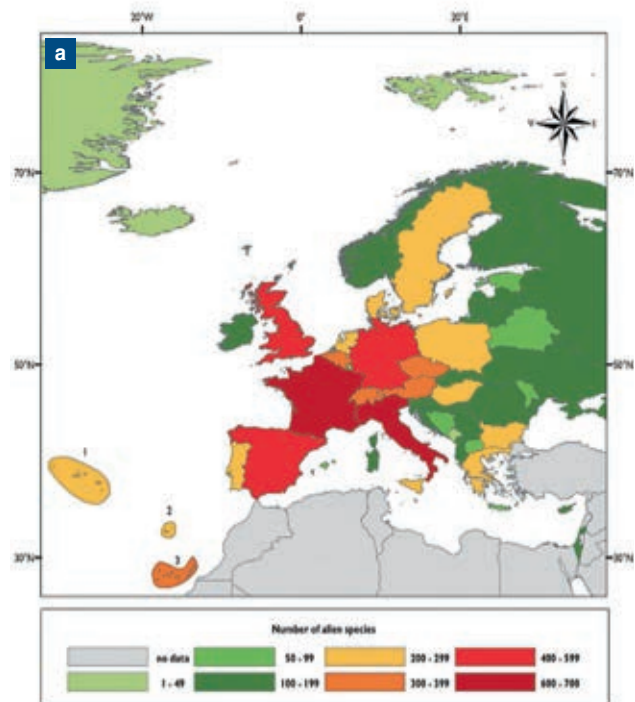 20°W 0° 20°E
a
N
W E
S
70°N 70°N
50°N 50°N
1
2
3
30°N 30°N
Number of alien species
no data 50 - 99 200 - 299 400 - 599
1 - 49 100 - 199 300 - 399 600 - 700